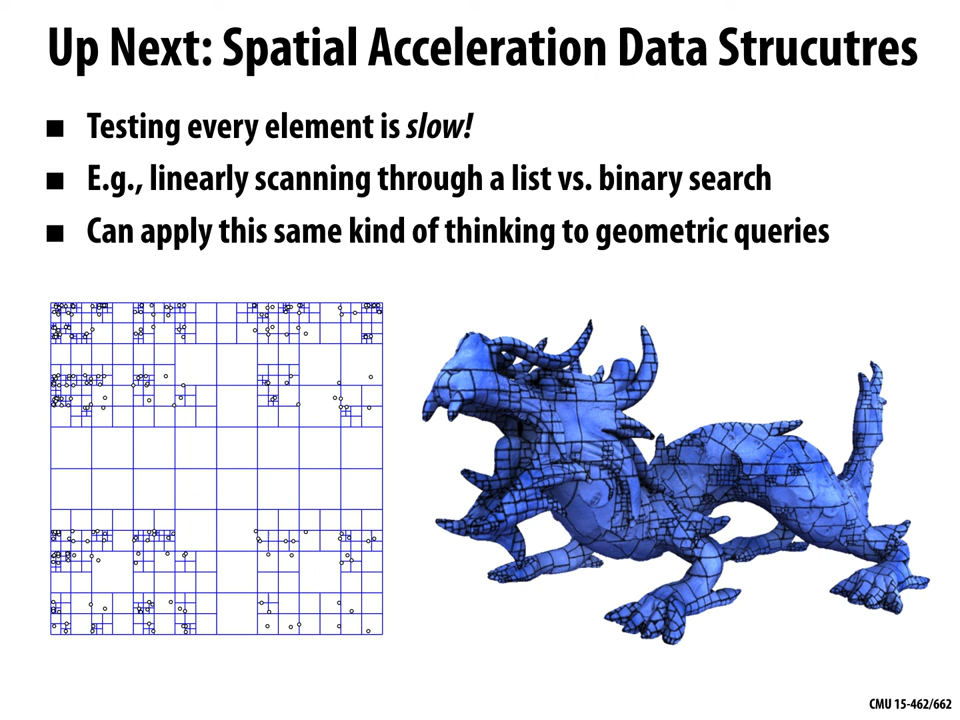 Up Next: Spatial Acceleration Data Strucutres
■ Testing every element is slow!
■ E.g., linearly scanning through a list vs. binary search
■ Can apply this same kind of thinking to geometric queries
CMU 15-462/662